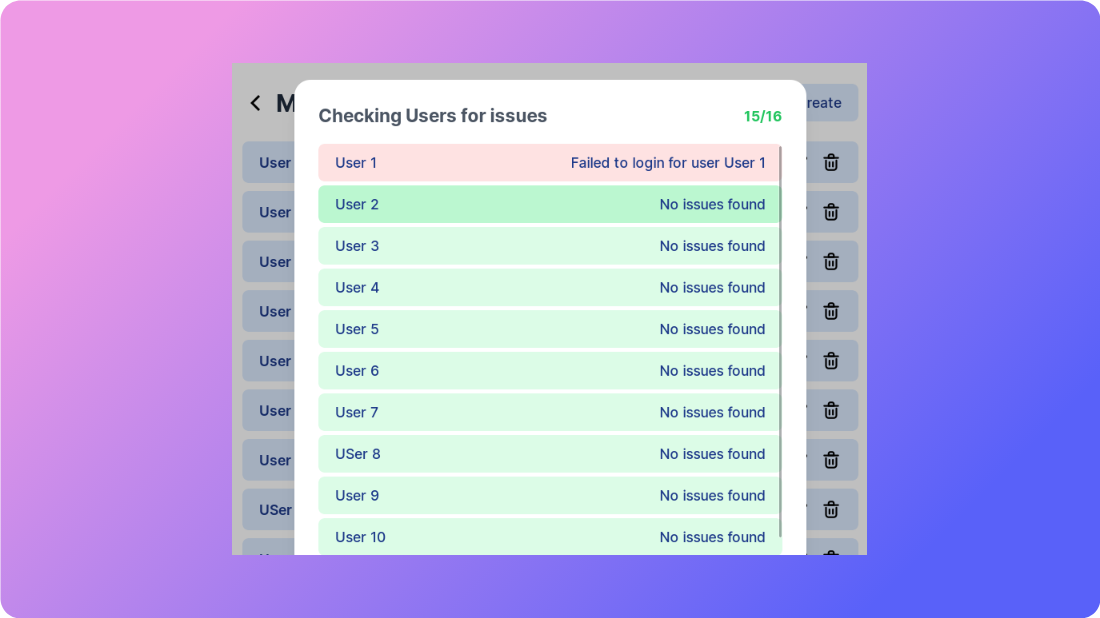 Checking Users for issues 15/16
User 1 Failed to login for user User 1
User 2 No issues found
User 3 No issues found
User 4 No issues found
User 5 No issues found
User 6 No issues found
User 7 No issues found
USer 8 No issues found
User 9 No issues found
User 10 No issues found
M
reate
User
User
User
User
User
User
User
USer